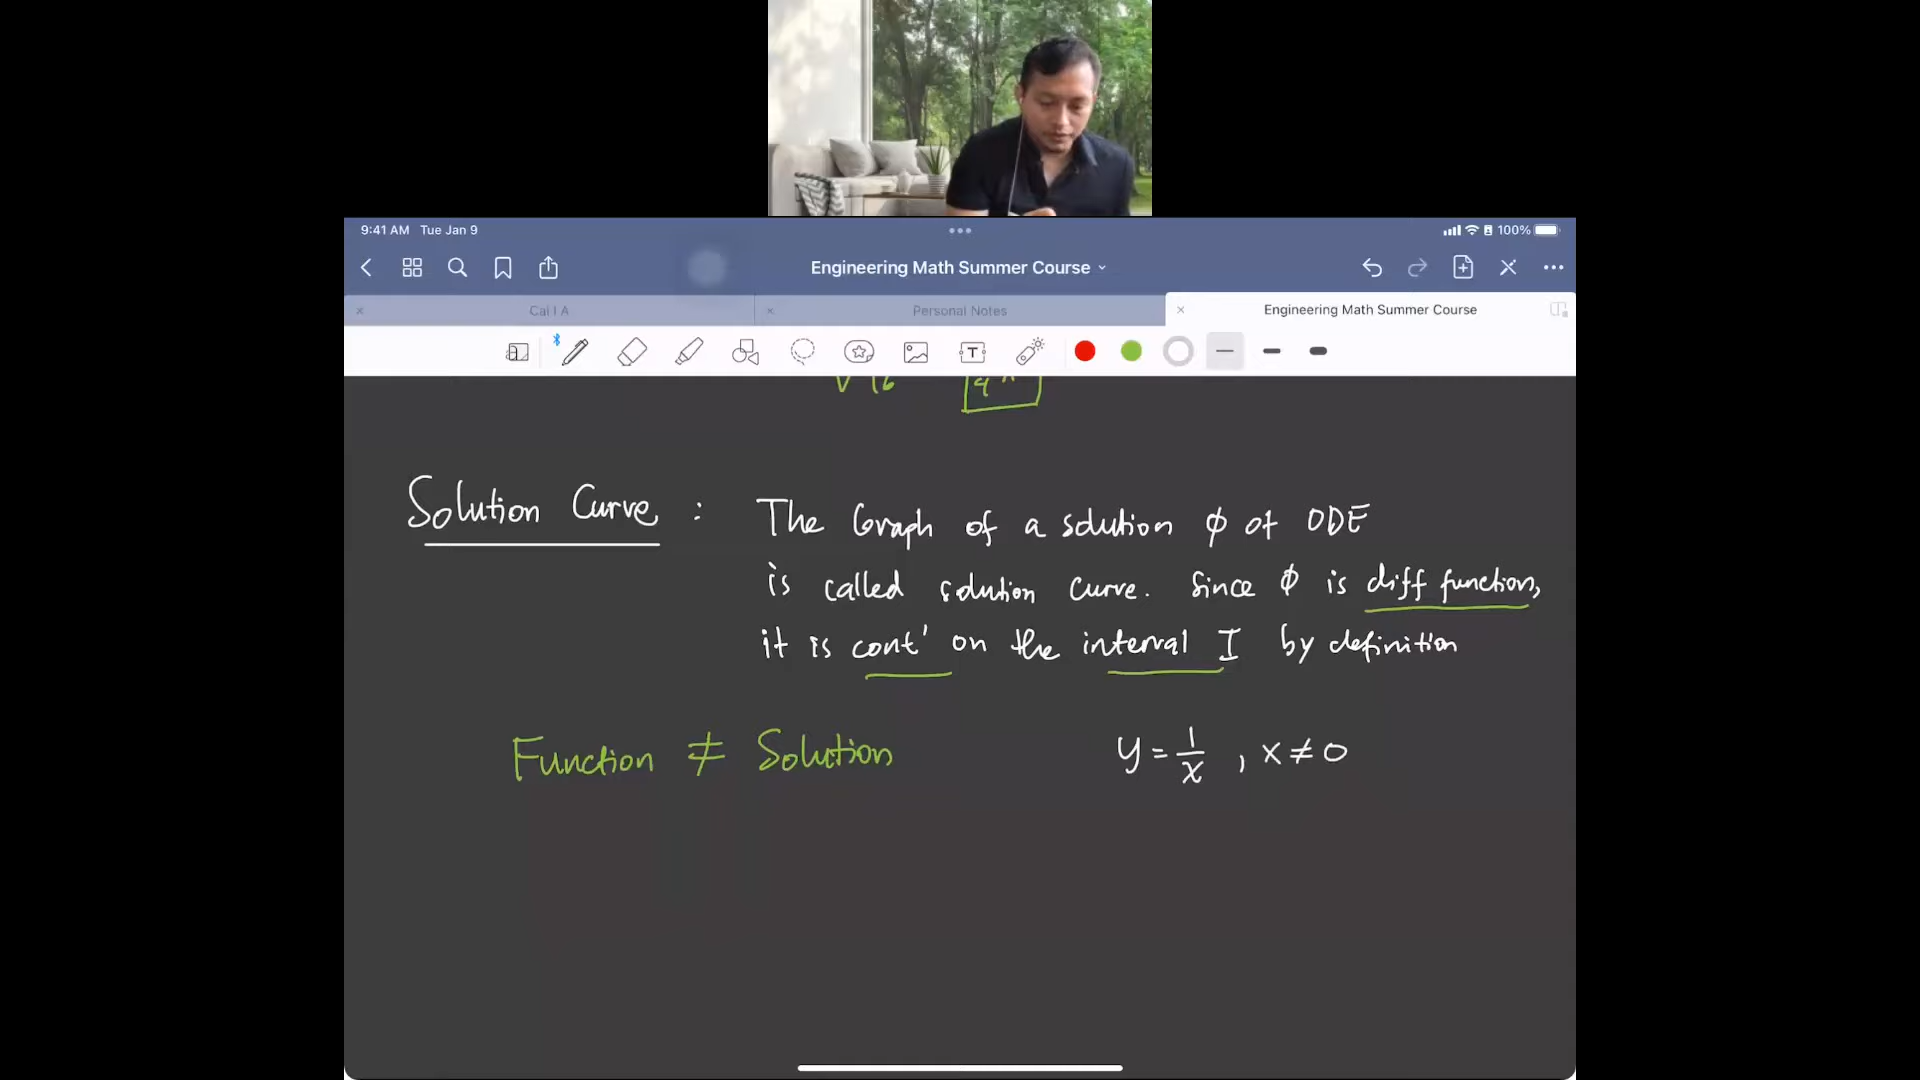 9:41 AM Tue Jan 9
100%
Engineering Math Summer Course
Cal I A
Personal Notes
Engineering Math Summer Course
Solution Curve : The Graph of a solution ϕ of ODE
is called solution curve. Since ϕ is diff function,
it is cont' on the interval I by definition
Function ≠ Solution
y = 1/x , x ≠ 0